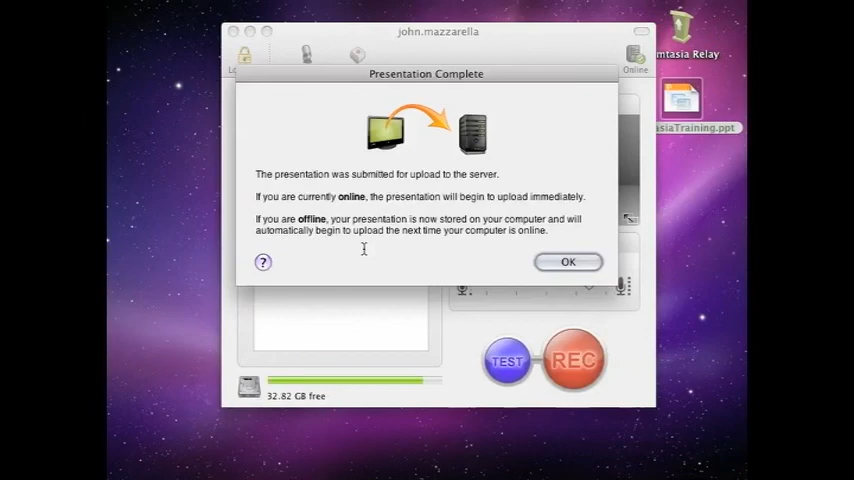 john.mazzarella
mtasia Relay
Online
Presentation Complete
asiaTraining.ppt
The presentation was submitted for upload to the server.
If you are currently online, the presentation will begin to upload immediately.
If you are offline, your presentation is now stored on your computer and will
automatically begin to upload the next time your computer is online.
?
OK
TEST
REC
32.82 GB free